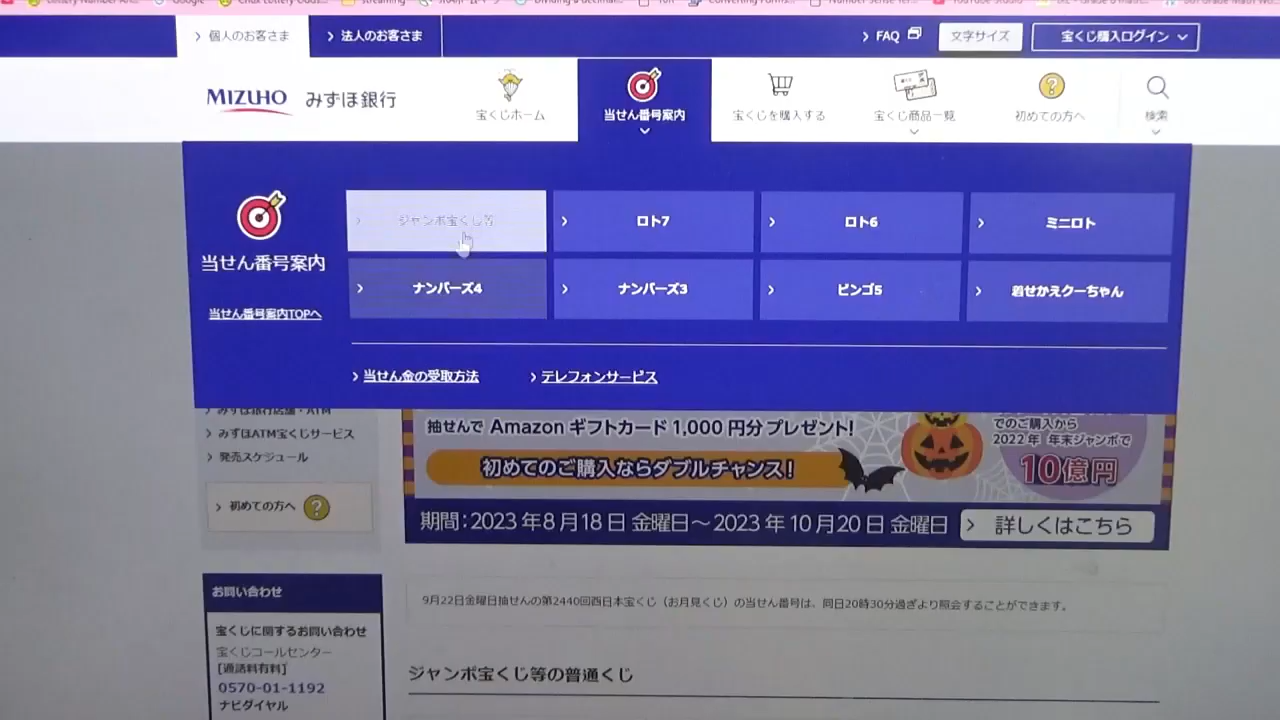 個人のお客さま
法人のお客さま
FAQ
文字サイズ
宝くじ購入ログイン
MIZUHO みずほ銀行
宝くじホーム
当せん番号案内
宝くじを購入する
宝くじ商品一覧
初めての方へ
検索
当せん番号案内
当せん番号案内TOPへ
ジャンボ宝くじ等
ロト7
ロト6
ミニロト
ナンバーズ4
ナンバーズ3
ビンゴ5
着せかえクーちゃん
当せん金の受取方法
テレフォンサービス
みずほ銀行店舗・ATM
みずほATM宝くじサービス
発売スケジュール
初めての方へ
抽せんで Amazon ギフトカード 1,000 円分 プレゼント!
初めてのご購入ならダブルチャンス!
でのご購入から
2022年 年末ジャンボで
10億円
期間:2023年8月18日 金曜日～2023年10月20日 金曜日
詳しくはこちら
お問い合わせ
宝くじに関するお問い合わせ
宝くじコールセンター
[通話料有料]
0570-01-1192
ナビダイヤル
9月22日金曜日抽せんの第2440回西日本宝くじ（お月見くじ）の当せん番号は、同日20時30分過ぎより照会することができます。
ジャンボ宝くじ等の普通くじ